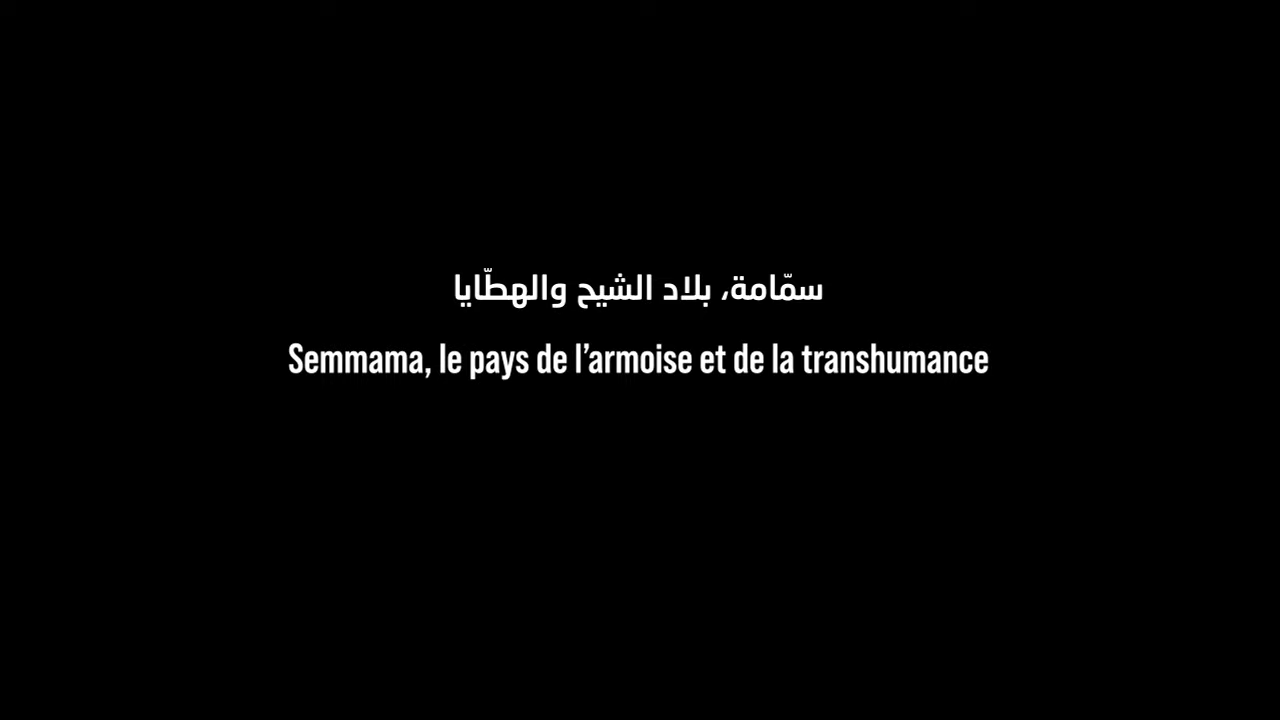 سمّامة، بلاد الشيح والهطّايا
Semmama, le pays de l’armoise et de la transhumance